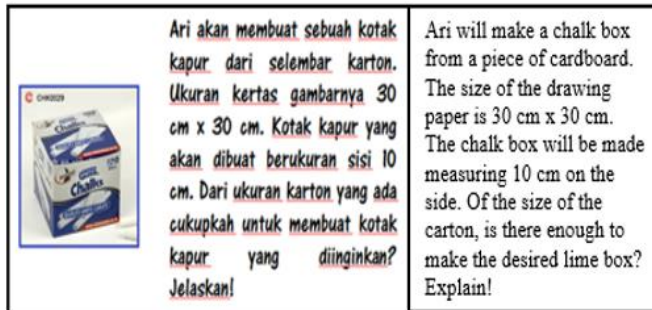 CHK0029
Chalks
Ari akan membuat sebuah kotak
kapur dari selembar karton.
Ukuran kertas gambarnya 30
cm x 30 cm. Kotak kapur yang
akan dibuat berukuran sisi 10
cm. Dari ukuran karton yang ada
cukupkah untuk membuat kotak
kapur yang diinginkan?
Jelaskan!
Ari will make a chalk box
from a piece of cardboard.
The size of the drawing
paper is 30 cm x 30 cm.
The chalk box will be made
measuring 10 cm on the
side. Of the size of the
carton, is there enough to
make the desired lime box?
Explain!